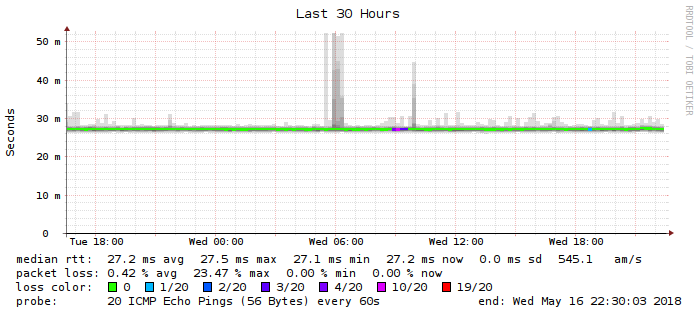 Last 30 Hours
RRDTOOL / TOBI OETIKER
Seconds
50 m
40 m
30 m
20 m
10 m
0
Tue 18:00 Wed 00:00 Wed 06:00 Wed 12:00 Wed 18:00
median rtt: 27.2 ms avg 27.5 ms max 27.1 ms min 27.2 ms now 0.0 ms sd 545.1 am/s
packet loss: 0.42 % avg 23.47 % max 0.00 % min 0.00 % now
loss color: 0 1/20 2/20 3/20 4/20 10/20 19/20
probe: 20 ICMP Echo Pings (56 Bytes) every 60s end: Wed May 16 22:30:03 2018